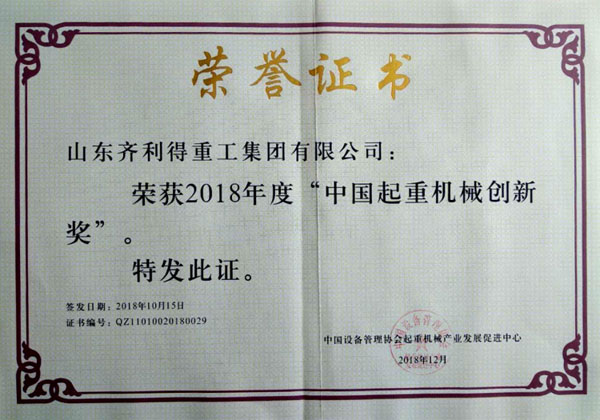 荣誉证书
山东齐利得重工集团有限公司：
荣获2018年度“中国起重机械创新
奖”。
特发此证。
签发日期：2018年10月15日
证书编号：QZ11010020180029
中国设备管理协会起重机械产业发展促进中心
2018年12月